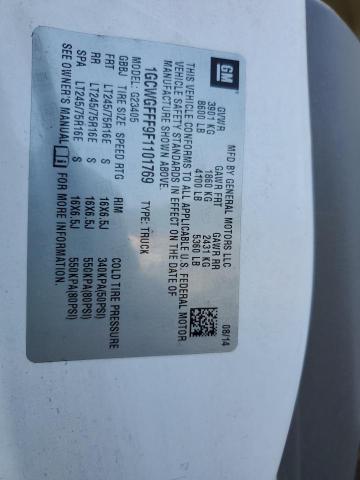 GM
MFD BY GENERAL MOTORS LLC
08/14
GVWR GAWR FRT GAWR RR
3901 KG 1860 KG 2431 KG
8600 LB 4100 LB 5360 LB
THIS VEHICLE CONFORMS TO ALL APPLICABLE U.S. FEDERAL MOTOR
VEHICLE SAFETY STANDARDS IN EFFECT ON THE DATE OF
MANUFACTURE SHOWN ABOVE.
1GCWGFFF9F1101769 TYPE: TRUCK
MODEL: G23405
GBBJ TIRE SIZE SPEED RTG RIM COLD TIRE PRESSURE
FRT LT245/75R16E S 16X6.5J 340KPA(50PSI)
RR LT245/75R16E S 16X6.5J 550KPA(80PSI)
SPA LT245/75R16E S 16X6.5J 550KPA(80PSI)
SEE OWNER'S MANUAL FOR MORE INFORMATION.